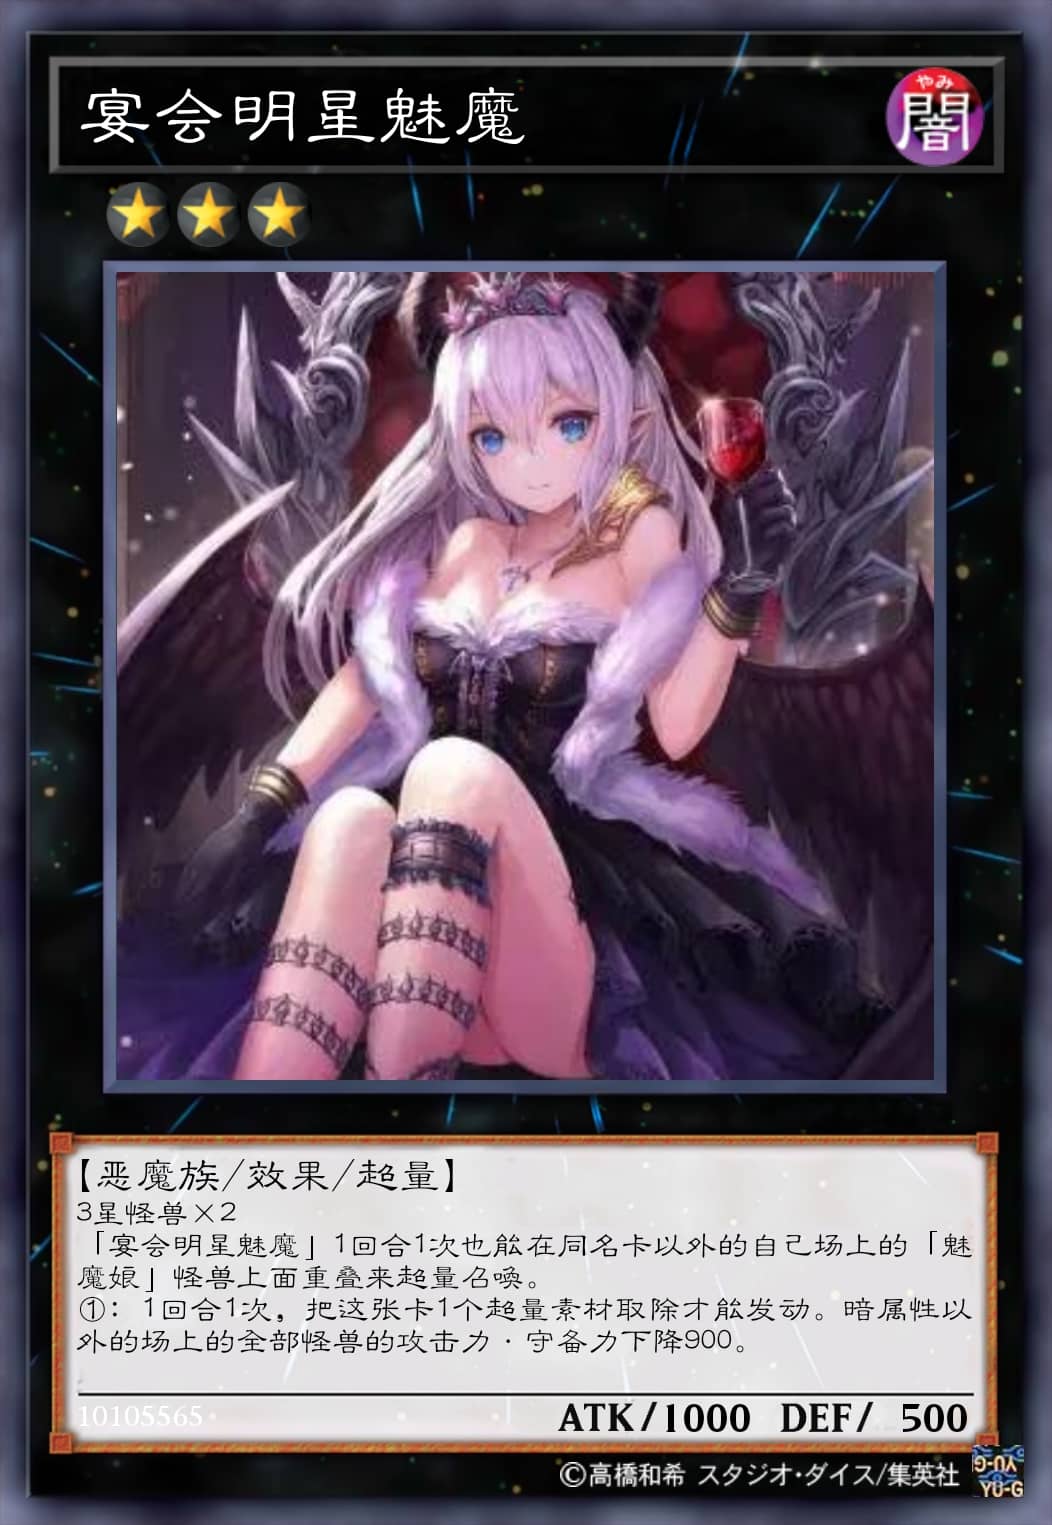 宴会明星魅魔
やみ
闇
【恶魔族/效果/超量】
3星怪兽×2
「宴会明星魅魔」1回合1次也能在同名卡以外的自己场上的「魅
魔娘」怪兽上面重叠来超量召唤。
①：1回合1次，把这张卡1个超量素材取除才能发动。暗属性以
外的场上的全部怪兽的攻击力·守备力下降900。
10105565
ATK/1000 DEF/ 500
©高橋和希 スタジオ・ダイス/集英社
YU-G
YU-G